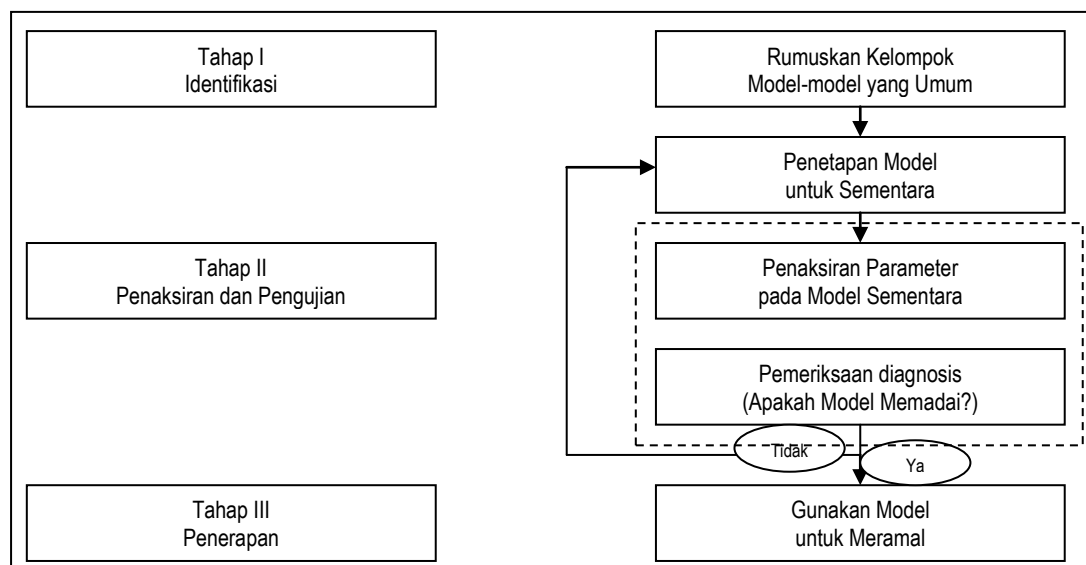 Tahap I
Identifikasi
Rumuskan Kelompok
Model-model yang Umum
Penetapan Model
untuk Sementara
Tahap II
Penaksiran dan Pengujian
Penaksiran Parameter
pada Model Sementara
Pemeriksaan diagnosis
(Apakah Model Memadai?)
Tidak
Ya
Tahap III
Penerapan
Gunakan Model
untuk Meramal